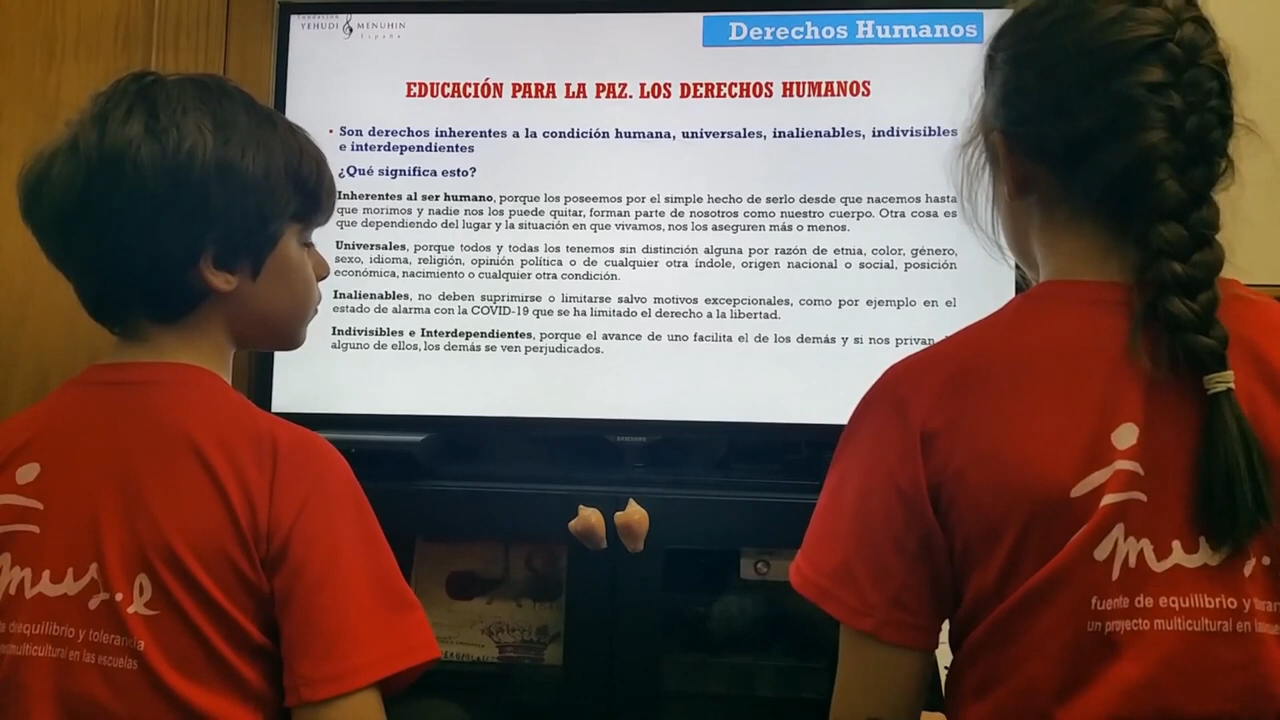 Fundación
YEHUDI MENUHIN
España
Derechos Humanos
EDUCACIÓN PARA LA PAZ. LOS DERECHOS HUMANOS
▪ Son derechos inherentes a la condición humana, universales, inalienables, indivisibles
e interdependientes
¿Qué significa esto?
Inherentes al ser humano, porque los poseemos por el simple hecho de serlo desde que nacemos hasta
que morimos y nadie nos los puede quitar, forman parte de nosotros como nuestro cuerpo. Otra cosa es
que dependiendo del lugar y la situación en que vivamos, nos los aseguren más o menos.
Universales, porque todos y todas los tenemos sin distinción alguna por razón de etnia, color, género,
sexo, idioma, religión, opinión política o de cualquier otra índole, origen nacional o social, posición
económica, nacimiento o cualquier otra condición.
Inalienables, no deben suprimirse o limitarse salvo motivos excepcionales, como por ejemplo en el
estado de alarma con la COVID-19 que se ha limitado el derecho a la libertad.
Indivisibles e Interdependientes, porque el avance de uno facilita el de los demás y si nos privan
alguno de ellos, los demás se ven perjudicados.
SAMSUNG
mus.e
equilibrio y tolerancia
multicultural en las escuelas
mus.
fuente de equilibrio y
un proyecto multicultural en